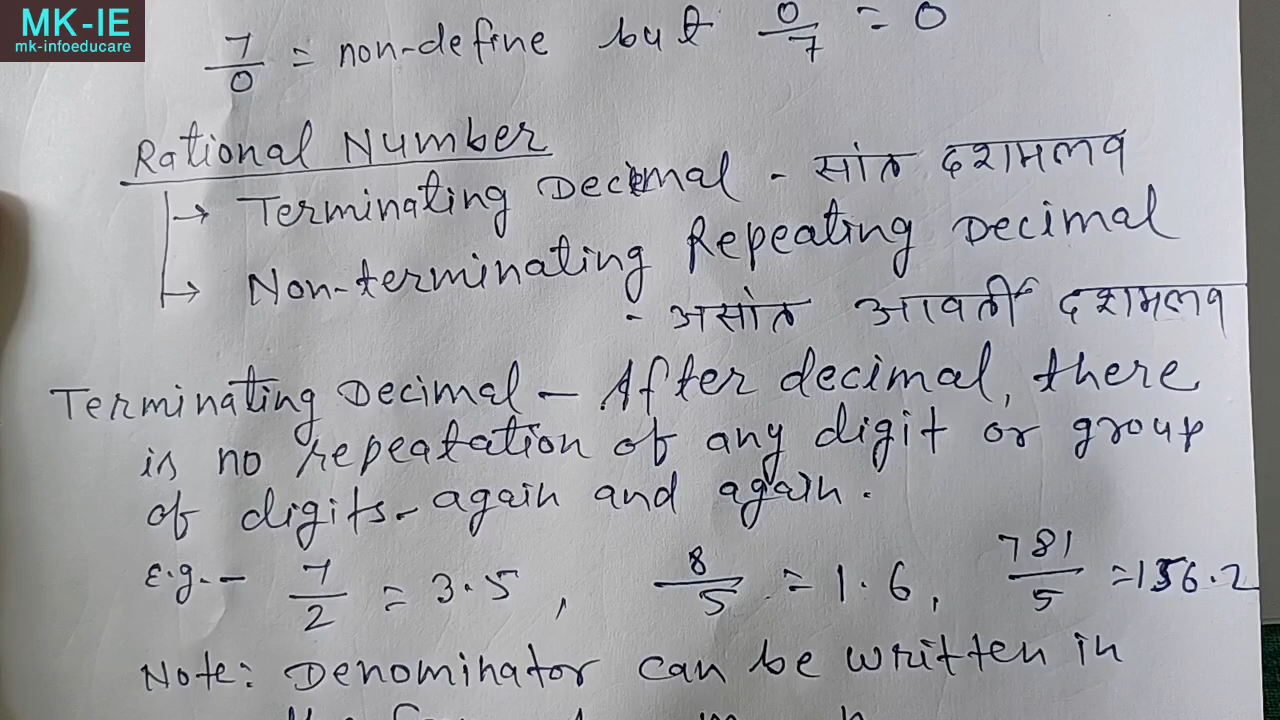 MK-IE
mk-infoeducare
7/0 = non-define but 0/7 = 0
Rational Number
→ Terminating Decimal - सांत दशमलव
→ Non-terminating Repeating Decimal
- असांत आवर्ती दशमलव
Terminating Decimal — After decimal, there
is no repeatation of any digit or group
of digits. again and again.
E.g.- 7/2 = 3.5, 8/5 = 1.6, 781/5 = 156.2
Note: Denominator can be written in